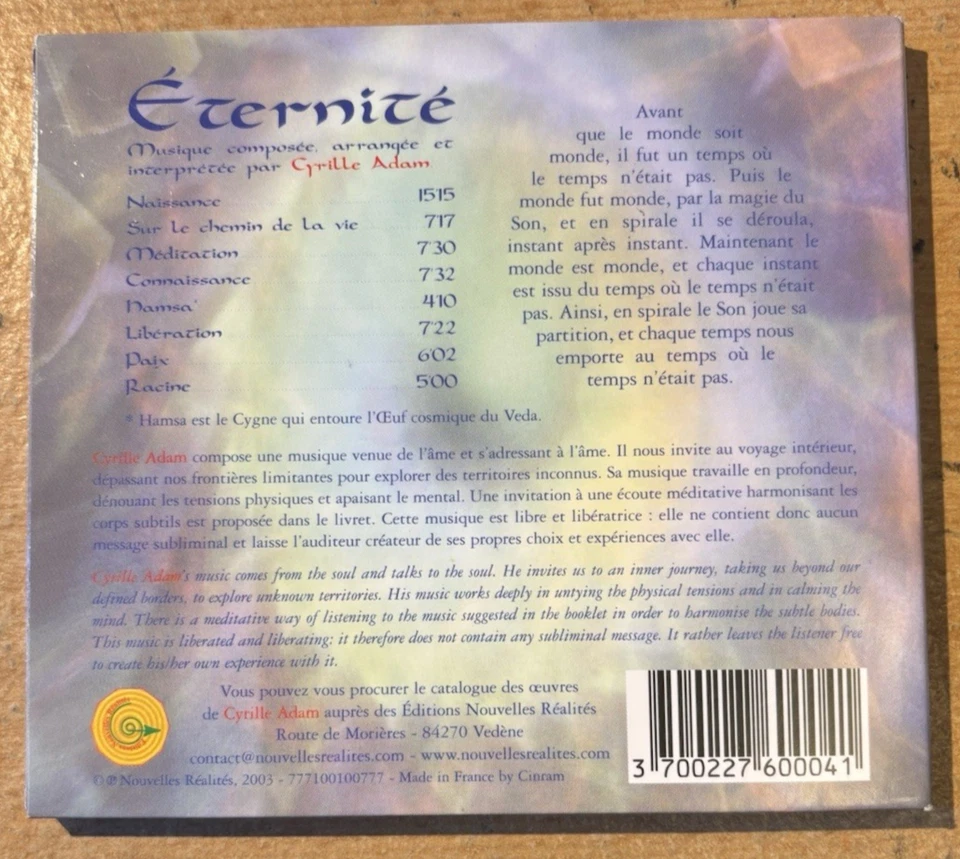 Éternité
Musique composée, arrangée et
interprétée par Cyrille Adam
Naissance 15'15
Sur le chemin de la vie 7'17
Méditation 7'30
Connaissance 7'32
Hamsa* 4'10
Libération 7'22
Paix 6'02
Racine 5'00
Avant
que le monde soit
monde, il fut un temps où
le temps n'était pas. Puis le
monde fut monde, par la magie du
Son, et en spirale il se déroula,
instant après instant. Maintenant le
monde est monde, et chaque instant
est issu du temps où le temps n'était
pas. Ainsi, en spirale le Son joue sa
partition, et chaque temps nous
emporte au temps où le
temps n'était pas.
* Hamsa est le Cygne qui entoure l'Œuf cosmique du Veda.
Cyrille Adam compose une musique venue de l'âme et s'adressant à l'âme. Il nous invite au voyage intérieur,
dépassant nos frontières limitantes pour explorer des territoires inconnus. Sa musique travaille en profondeur,
dénouant les tensions physiques et apaisant le mental. Une invitation à une écoute méditative harmonisant les
corps subtils est proposée dans le livret. Cette musique est libre et libératrice : elle ne contient donc aucun
message subliminal et laisse l'auditeur créateur de ses propres choix et expériences avec elle.
Cyrille Adam's music comes from the soul and talks to the soul. He invites us to an inner journey, taking us beyond our
defined borders, to explore unknown territories. His music works deeply in untying the physical tensions and in calming the
mind. There is a meditative way of listening to the music suggested in the booklet in order to harmonise the subtle bodies.
This music is liberated and liberating; it therefore does not contain any subliminal message. It rather leaves the listener free
to create his/her own experience with it.
Vous pouvez vous procurer le catalogue des œuvres
de Cyrille Adam auprès des Éditions Nouvelles Réalités
Route de Morières - 84270 Vedène
contact@nouvellesrealites.com - www.nouvellesrealites.com
© ℗ Nouvelles Réalités, 2003 - 777100100777 - Made in France by Cinram
3 700227 600041